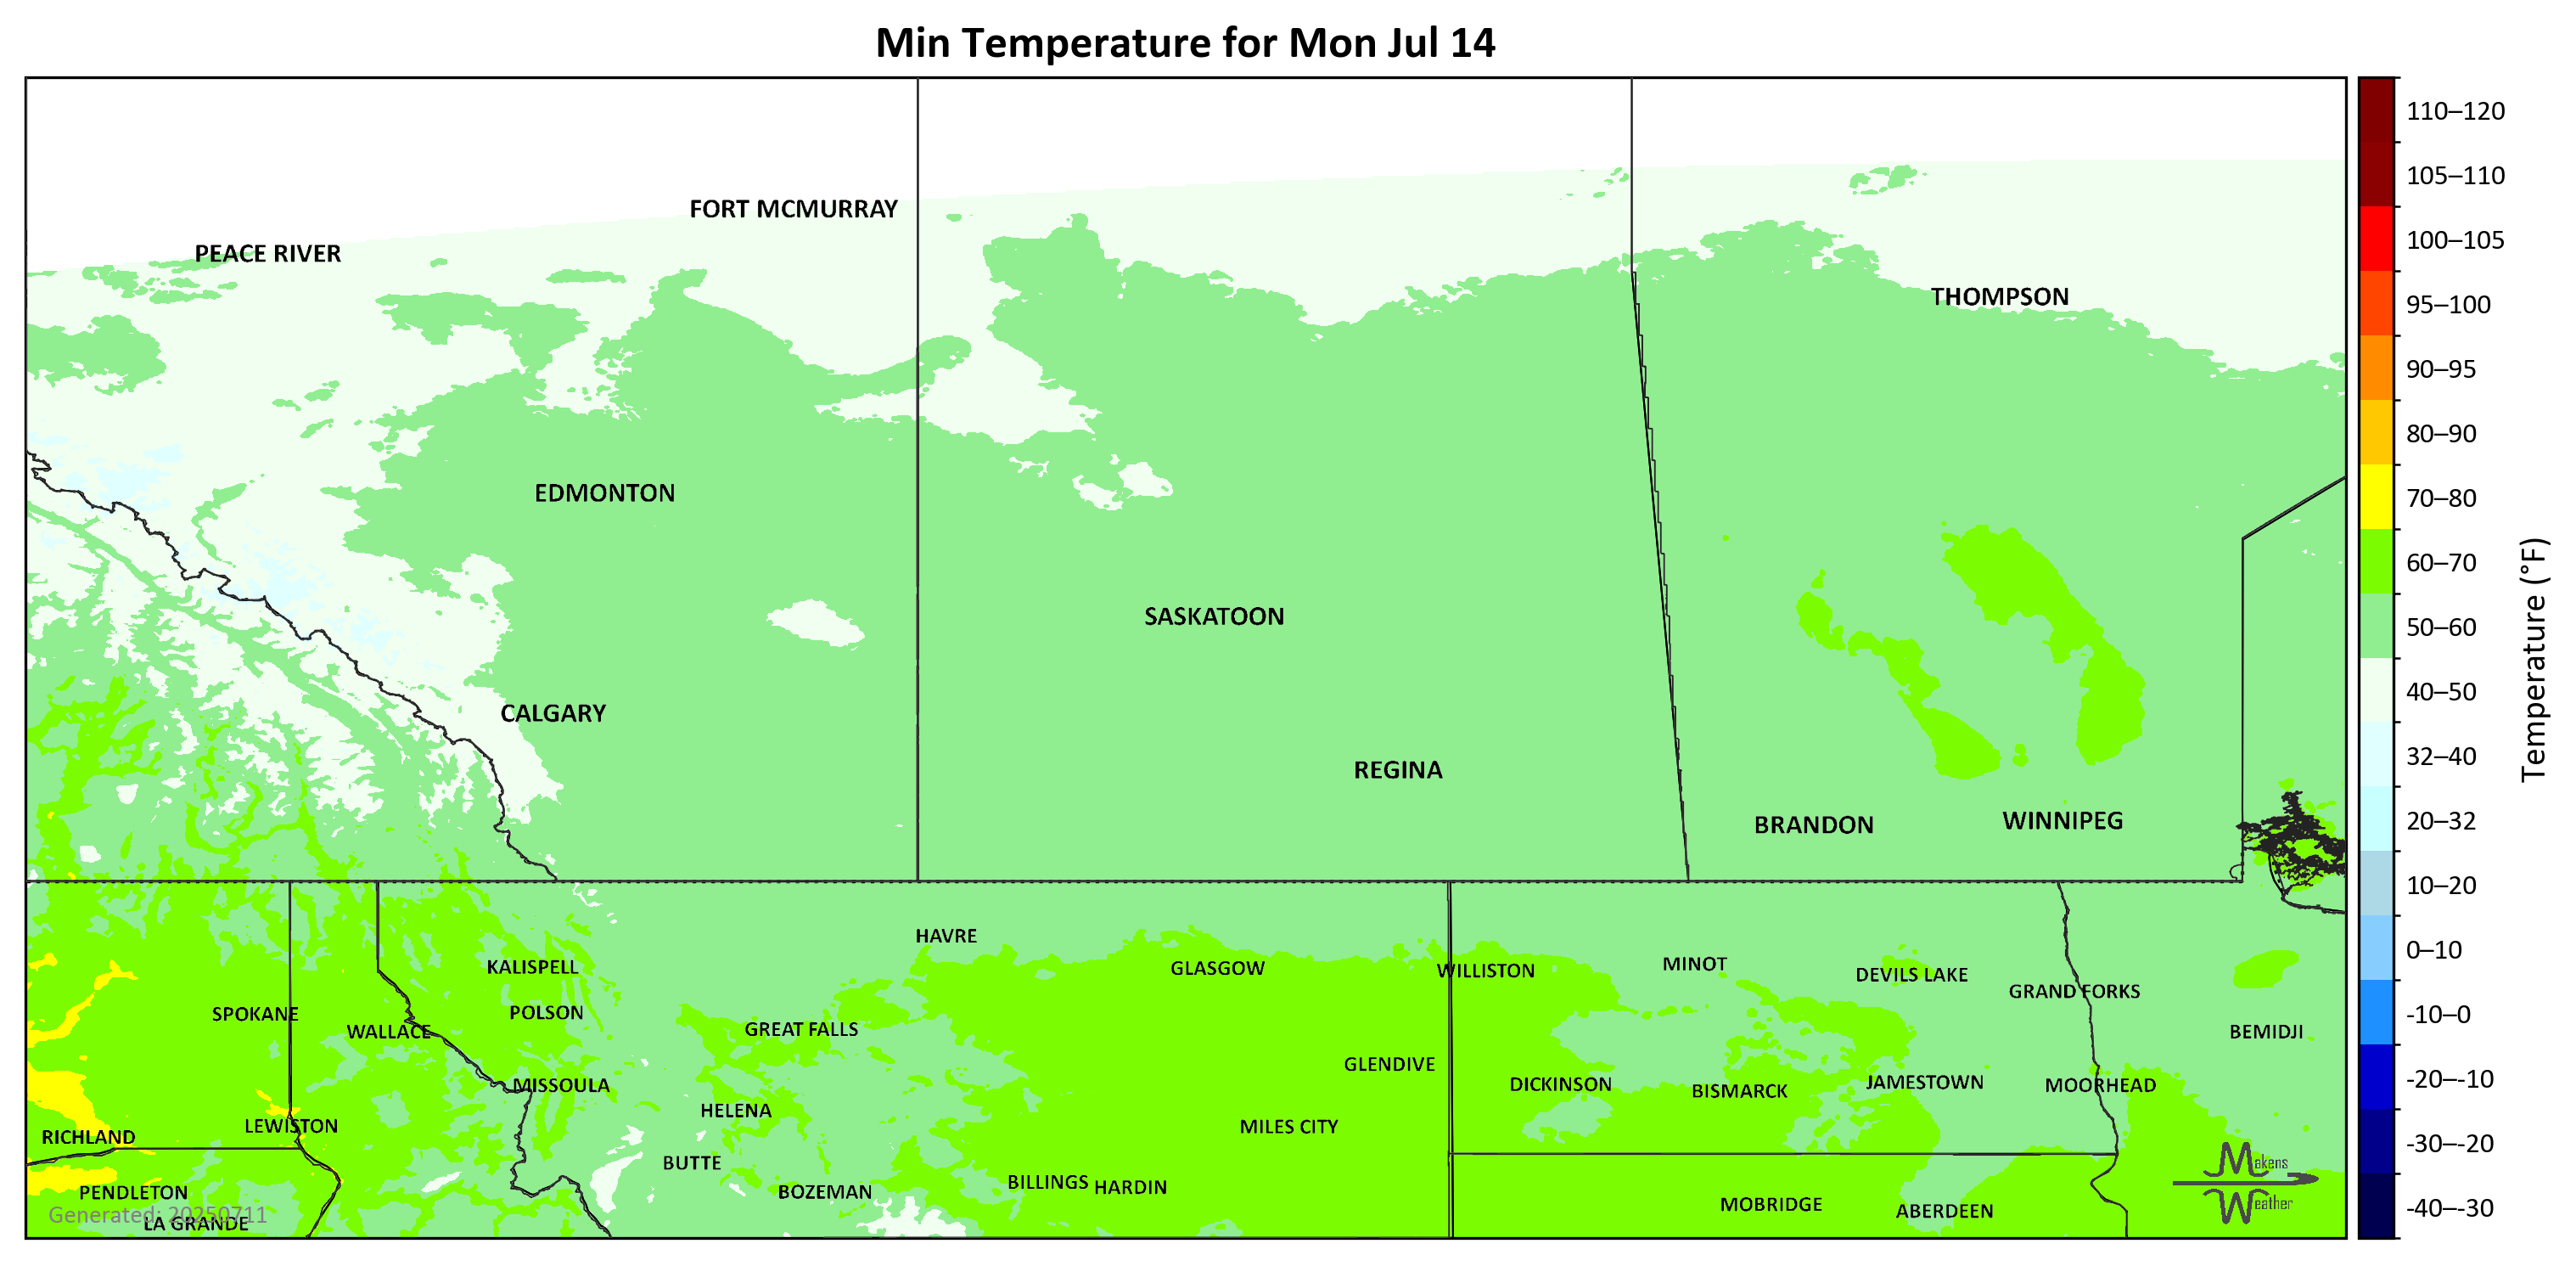 Min Temperature for Mon Jul 14
FORT MCMURRAY
PEACE RIVER
THOMPSON
EDMONTON
SASKATOON
CALGARY
REGINA
BRANDON
WINNIPEG
HAVRE
KALISPELL
GLASGOW
WILLISTON
MINOT
DEVILS LAKE
GRAND FORKS
SPOKANE
POLSON
WALLACE
GREAT FALLS
BEMIDJI
GLENDIVE
MISSOULA
DICKINSON
BISMARCK
JAMESTOWN
MOORHEAD
HELENA
LEWISTON
MILES CITY
RICHLAND
BUTTE
BOZEMAN
BILLINGS
HARDIN
PENDLETON
MOBRIDGE
ABERDEEN
Generated: 20250711
LA GRANDE
Makens
Weather
110–120
105–110
100–105
95–100
90–95
80–90
70–80
60–70
50–60
40–50
32–40
20–32
10–20
0–10
-10–0
-20–-10
-30–-20
-40–-30
Temperature (°F)